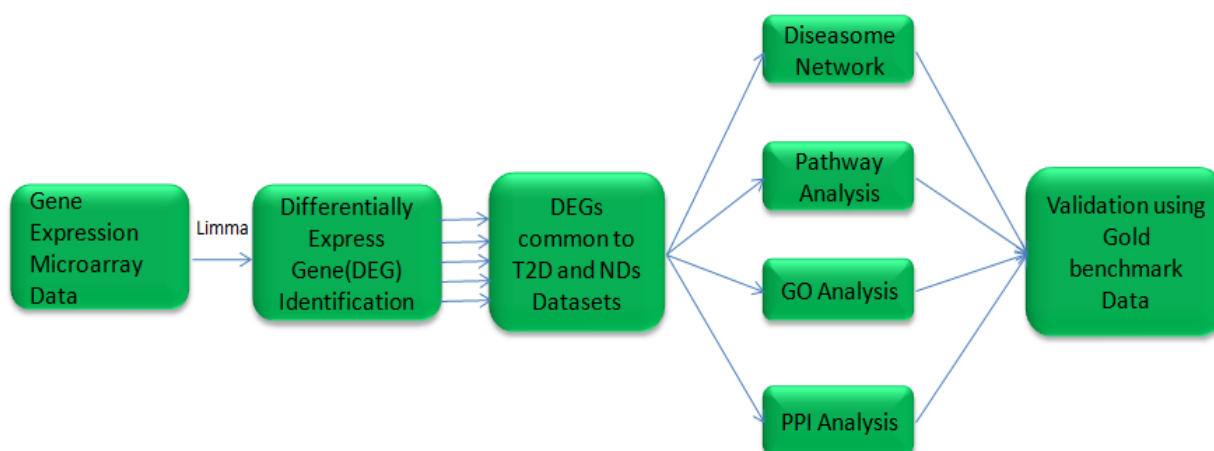 Gene
Expression
Microarray
Data
Limma
Differentially
Express
Gene(DEG)
Identification
DEGs
common to
T2D and NDs
Datasets
Diseasome
Network
Pathway
Analysis
GO Analysis
PPI Analysis
Validation using
Gold
benchmark
Data